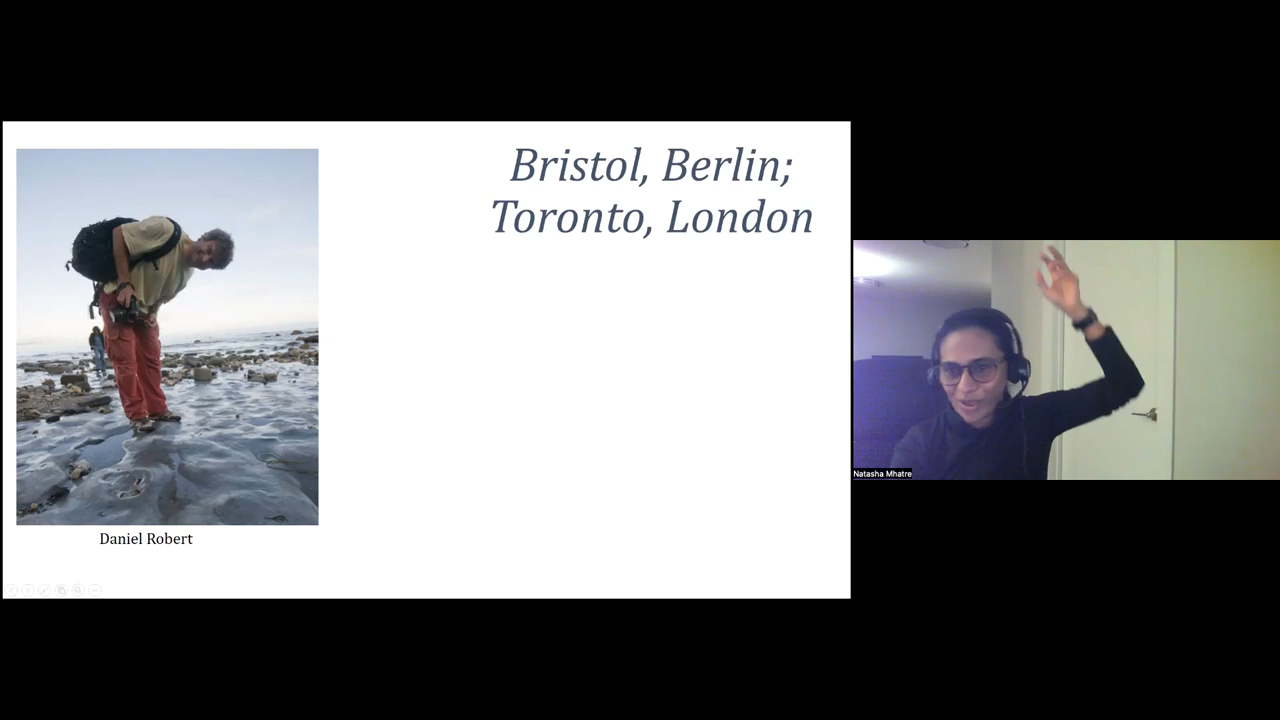 Bristol, Berlin;
Toronto, London
Daniel Robert
Natasha Mhatre